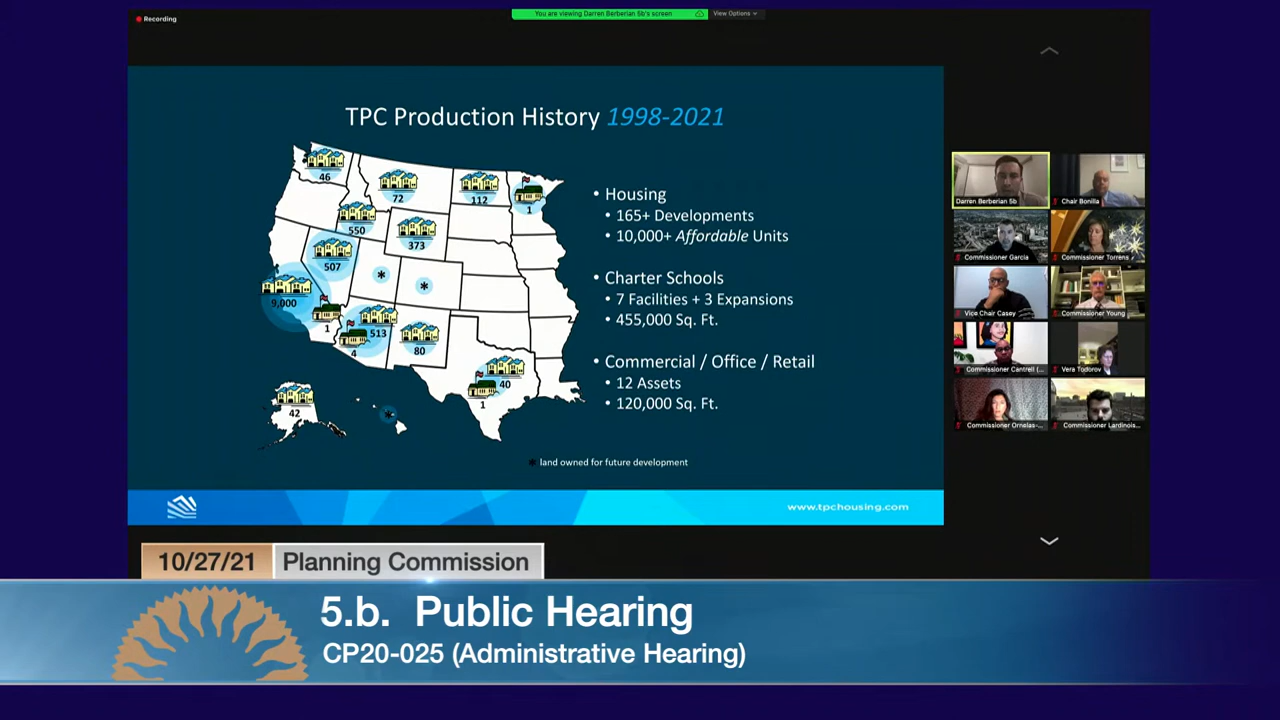 Recording
You are viewing Darren Berberian 5b's screen
View Options
TPC Production History 1998-2021
46
72
112
1
550
373
507
*
*
9,000
1
513
4
80
40
1
42
*
• Housing
• 165+ Developments
• 10,000+ Affordable Units
• Charter Schools
• 7 Facilities + 3 Expansions
• 455,000 Sq. Ft.
• Commercial / Office / Retail
• 12 Assets
• 120,000 Sq. Ft.
* land owned for future development
www.tpchousing.com
Darren Berberian 5b
Chair Bonilla
Commissioner Garcia
Commissioner Torrens
Vice Chair Casey
Commissioner Young
Commissioner Cantrell (...
Vera Todorov
Commissioner Ornelas-...
Commissioner Lardinois...
10/27/21
Planning Commission
5.b. Public Hearing
CP20-025 (Administrative Hearing)